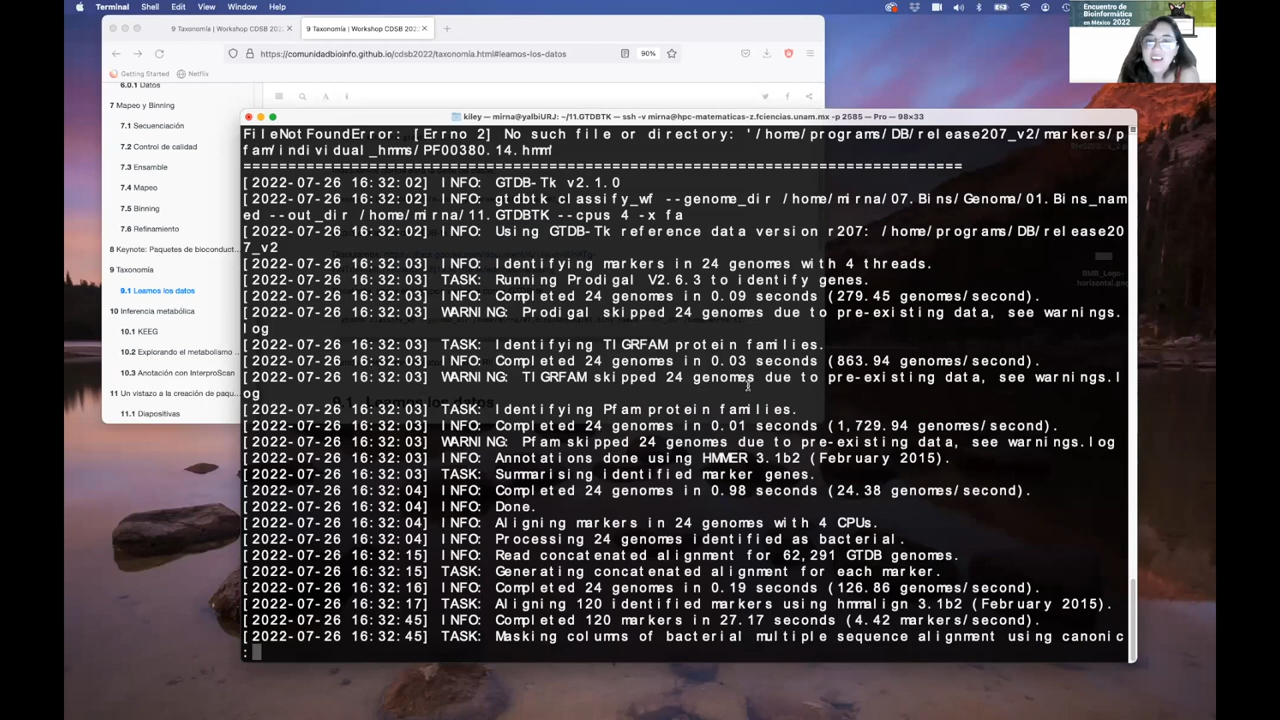 Terminal Shell Edit View Window Help
Encuentro de
Bioinformática
en México
2022
9 Taxonomía | Workshop CDSB 2022
9 Taxonomía | Workshop CDSB 2022
https://comunidadbioinfo.github.io/cdsb2022/taxonomía.html#leamos-los-datos
90%
Getting Started Netflix
6.0.1 Datos
7 Mapeo y Binning
7.1 Secuenciación
7.2 Control de calidad
7.3 Ensamble
7.4 Mapeo
7.5 Binning
7.6 Refinamiento
8 Keynote: Paquetes de bioconduct...
9 Taxonomía
9.1 Leamos los datos
10 Inferencia metabólica
10.1 KEEG
10.2 Explorando el metabolismo ...
10.3 Anotación con InterproScan
11 Un vistazo a la creación de paqu...
11.1 Diapositivas
BMB_Logo-
horizontal.png
kiley — mirna@yalbiURJ: ~/11.GTDBTK — ssh -v mirna@hpc-matematicas-z.fciencias.unam.mx -p 2585 — Pro — 98×33
FileNotFoundError: [Errno 2] No such file or directory: '/home/programs/DB/release207_v2/markers/p
fam/individual_hmms/PF00380.14.hmm'
================================================================================
[2022-07-26 16:32:02] INFO: GTDB-Tk v2.1.0
[2022-07-26 16:32:02] INFO: gtdbtk classify_wf --genome_dir /home/mirna/07.Bins/Genoma/01.Bins_nam
ed --out_dir /home/mirna/11.GTDBTK --cpus 4 -x fa
[2022-07-26 16:32:02] INFO: Using GTDB-Tk reference data version r207: /home/programs/DB/release20
7_v2
[2022-07-26 16:32:02] INFO: Identifying markers in 24 genomes with 4 threads.
[2022-07-26 16:32:02] TASK: Running Prodigal V2.6.3 to identify genes.
[2022-07-26 16:32:03] INFO: Completed 24 genomes in 0.09 seconds (279.45 genomes/second).
[2022-07-26 16:32:03] WARNING: Prodigal skipped 24 genomes due to pre-existing data, see warnings.l
og
[2022-07-26 16:32:03] TASK: Identifying TIGRFAM protein families.
[2022-07-26 16:32:03] INFO: Completed 24 genomes in 0.03 seconds (863.94 genomes/second).
[2022-07-26 16:32:03] WARNING: TIGRFAM skipped 24 genomes due to pre-existing data, see warnings.l
og
[2022-07-26 16:32:03] TASK: Identifying Pfam protein families.
[2022-07-26 16:32:03] INFO: Completed 24 genomes in 0.01 seconds (1,729.94 genomes/second).
[2022-07-26 16:32:03] WARNING: Pfam skipped 24 genomes due to pre-existing data, see warnings.log
[2022-07-26 16:32:03] INFO: Annotations done using HMMER 3.1b2 (February 2015).
[2022-07-26 16:32:03] TASK: Summarising identified marker genes.
[2022-07-26 16:32:04] INFO: Completed 24 genomes in 0.98 seconds (24.38 genomes/second).
[2022-07-26 16:32:04] INFO: Done.
[2022-07-26 16:32:04] INFO: Aligning markers in 24 genomes with 4 CPUs.
[2022-07-26 16:32:04] INFO: Processing 24 genomes identified as bacterial.
[2022-07-26 16:32:15] INFO: Read concatenated alignment for 62,291 GTDB genomes.
[2022-07-26 16:32:15] TASK: Generating concatenated alignment for each marker.
[2022-07-26 16:32:16] INFO: Completed 24 genomes in 0.19 seconds (126.86 genomes/second).
[2022-07-26 16:32:17] TASK: Aligning 120 identified markers using hmmalign 3.1b2 (February 2015).
[2022-07-26 16:32:45] INFO: Completed 120 markers in 27.17 seconds (4.42 markers/second).
[2022-07-26 16:32:45] TASK: Masking columns of bacterial multiple sequence alignment using canonic
: